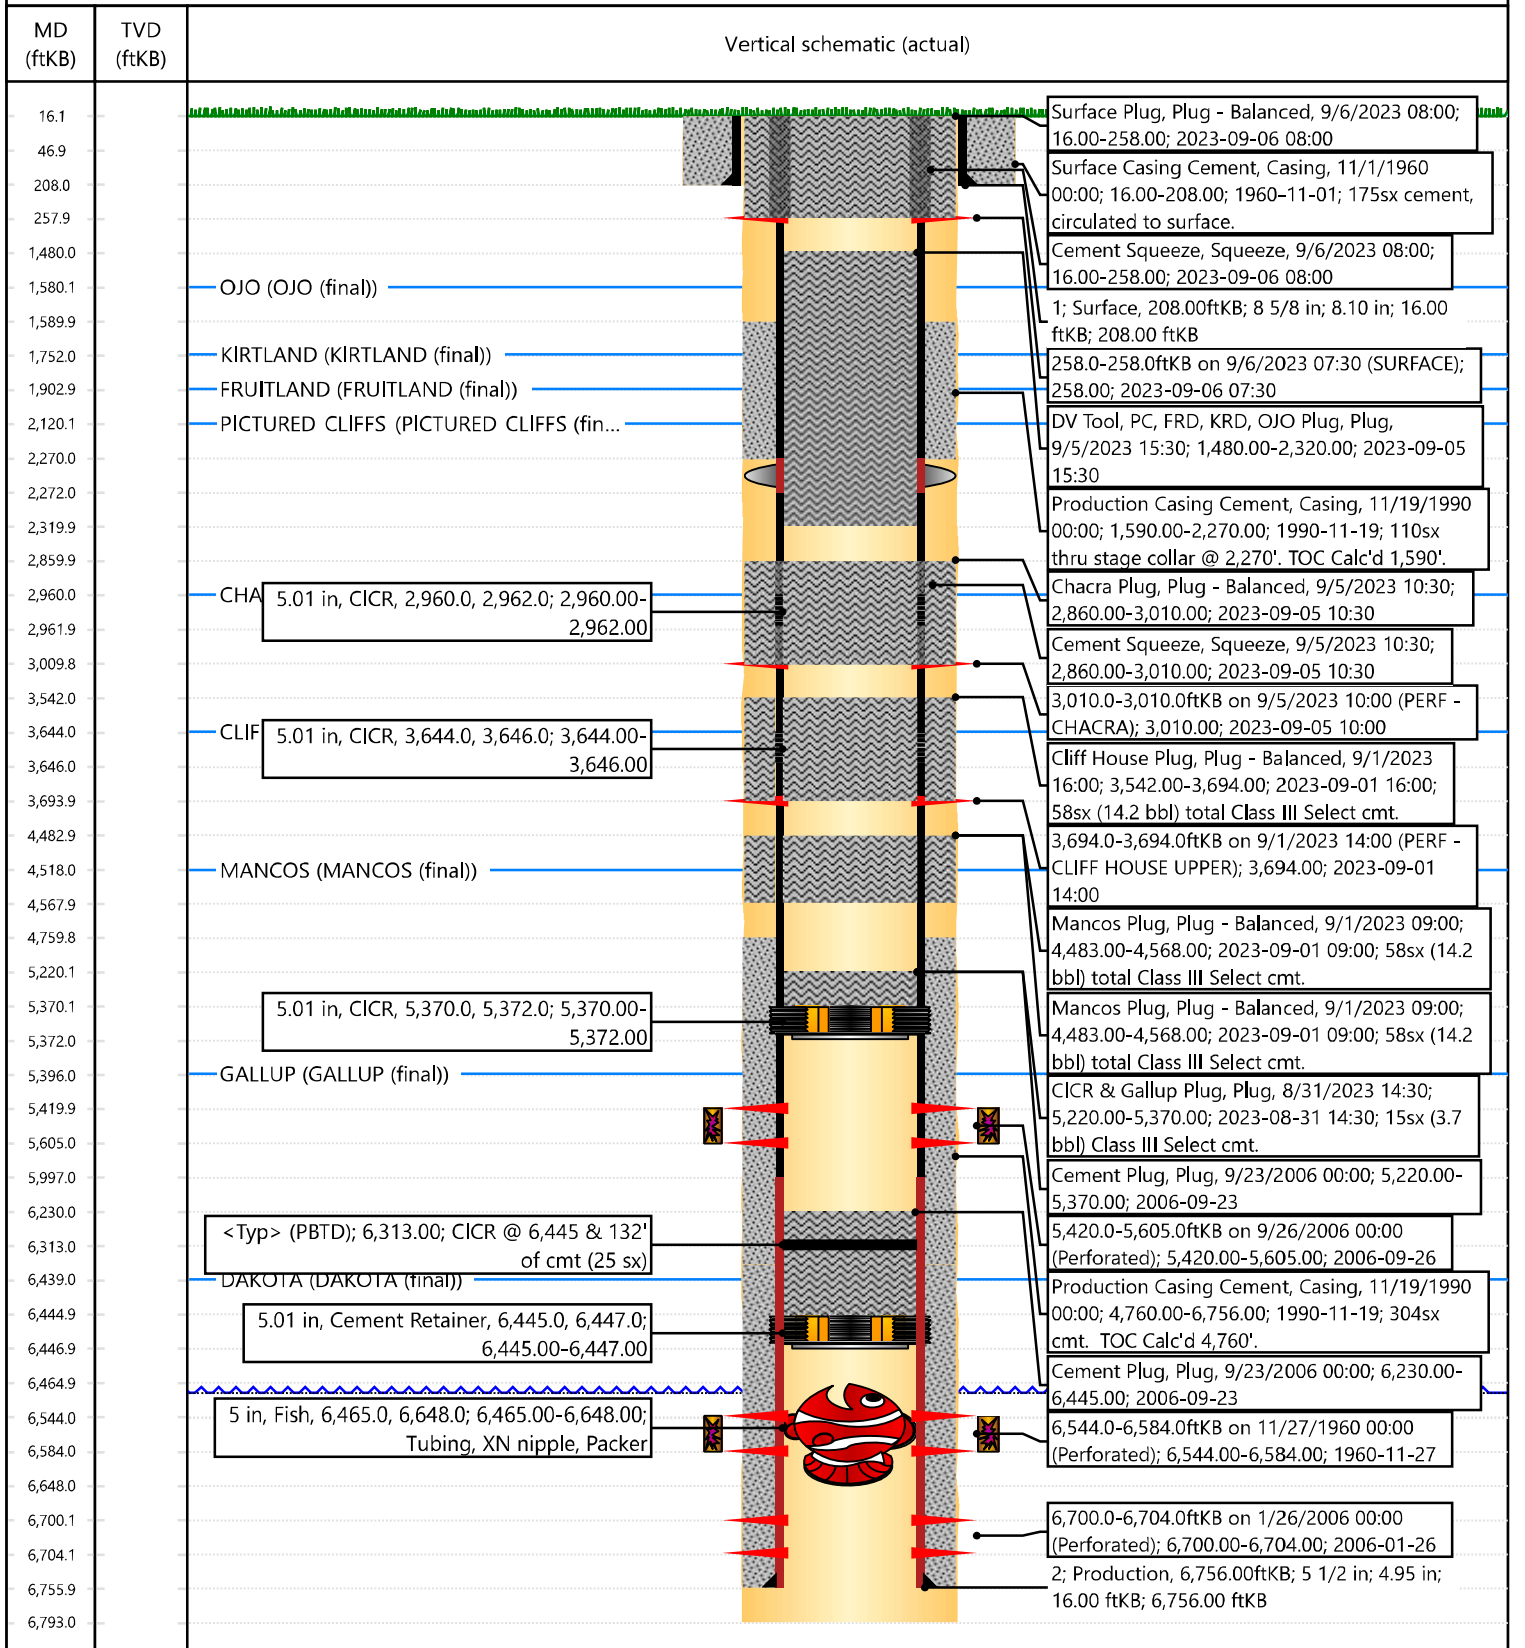 MD
(ftKB)
TVD
(ftKB)
Vertical schematic (actual)
16.1
46.9
208.0
257.9
1,480.0
1,580.1
1,589.9
1,752.0
1,902.9
2,120.1
2,270.0
2,272.0
2,319.9
2,859.9
2,960.0
2,961.9
3,009.8
3,542.0
3,644.0
3,646.0
3,693.9
4,482.9
4,518.0
4,567.9
4,759.8
5,220.1
5,370.1
5,372.0
5,396.0
5,419.9
5,605.0
5,997.0
6,230.0
6,313.0
6,439.0
6,444.9
6,446.9
6,464.9
6,544.0
6,584.0
6,648.0
6,700.1
6,704.1
6,755.9
6,793.0
OJO (OJO (final))
KIRTLAND (KIRTLAND (final))
FRUITLAND (FRUITLAND (final))
PICTURED CLIFFS (PICTURED CLIFFS (fin...
CHA
5.01 in, CICR, 2,960.0, 2,962.0; 2,960.00-
2,962.00
CLIF
5.01 in, CICR, 3,644.0, 3,646.0; 3,644.00-
3,646.00
MANCOS (MANCOS (final))
5.01 in, CICR, 5,370.0, 5,372.0; 5,370.00-
5,372.00
GALLUP (GALLUP (final))
<Typ> (PBTD); 6,313.00; CICR @ 6,445 & 132'
of cmt (25 sx)
DAKOTA (DAKOTA (final))
5.01 in, Cement Retainer, 6,445.0, 6,447.0;
6,445.00-6,447.00
5 in, Fish, 6,465.0, 6,648.0; 6,465.00-6,648.00;
Tubing, XN nipple, Packer
Surface Plug, Plug - Balanced, 9/6/2023 08:00;
16.00-258.00; 2023-09-06 08:00
Surface Casing Cement, Casing, 11/1/1960
00:00; 16.00-208.00; 1960-11-01; 175sx cement,
circulated to surface.
Cement Squeeze, Squeeze, 9/6/2023 08:00;
16.00-258.00; 2023-09-06 08:00
1; Surface, 208.00ftKB; 8 5/8 in; 8.10 in; 16.00
ftKB; 208.00 ftKB
258.0-258.0ftKB on 9/6/2023 07:30 (SURFACE);
258.00; 2023-09-06 07:30
DV Tool, PC, FRD, KRD, OJO Plug, Plug,
9/5/2023 15:30; 1,480.00-2,320.00; 2023-09-05
15:30
Production Casing Cement, Casing, 11/19/1990
00:00; 1,590.00-2,270.00; 1990-11-19; 110sx
thru stage collar @ 2,270'. TOC Calc'd 1,590'.
Chacra Plug, Plug - Balanced, 9/5/2023 10:30;
2,860.00-3,010.00; 2023-09-05 10:30
Cement Squeeze, Squeeze, 9/5/2023 10:30;
2,860.00-3,010.00; 2023-09-05 10:30
3,010.0-3,010.0ftKB on 9/5/2023 10:00 (PERF -
CHACRA); 3,010.00; 2023-09-05 10:00
Cliff House Plug, Plug - Balanced, 9/1/2023
16:00; 3,542.00-3,694.00; 2023-09-01 16:00;
58sx (14.2 bbl) total Class III Select cmt.
3,694.0-3,694.0ftKB on 9/1/2023 14:00 (PERF -
CLIFF HOUSE UPPER); 3,694.00; 2023-09-01
14:00
Mancos Plug, Plug - Balanced, 9/1/2023 09:00;
4,483.00-4,568.00; 2023-09-01 09:00; 58sx (14.2
bbl) total Class III Select cmt.
Mancos Plug, Plug - Balanced, 9/1/2023 09:00;
4,483.00-4,568.00; 2023-09-01 09:00; 58sx (14.2
bbl) total Class III Select cmt.
CICR & Gallup Plug, Plug, 8/31/2023 14:30;
5,220.00-5,370.00; 2023-08-31 14:30; 15sx (3.7
bbl) Class III Select cmt.
Cement Plug, Plug, 9/23/2006 00:00; 5,220.00-
5,370.00; 2006-09-23
5,420.0-5,605.0ftKB on 9/26/2006 00:00
(Perforated); 5,420.00-5,605.00; 2006-09-26
Production Casing Cement, Casing, 11/19/1990
00:00; 4,760.00-6,756.00; 1990-11-19; 304sx
cmt.  TOC Calc'd 4,760'.
Cement Plug, Plug, 9/23/2006 00:00; 6,230.00-
6,445.00; 2006-09-23
6,544.0-6,584.0ftKB on 11/27/1960 00:00
(Perforated); 6,544.00-6,584.00; 1960-11-27
6,700.0-6,704.0ftKB on 1/26/2006 00:00
(Perforated); 6,700.00-6,704.00; 2006-01-26
2; Production, 6,756.00ftKB; 5 1/2 in; 4.95 in;
16.00 ftKB; 6,756.00 ftKB